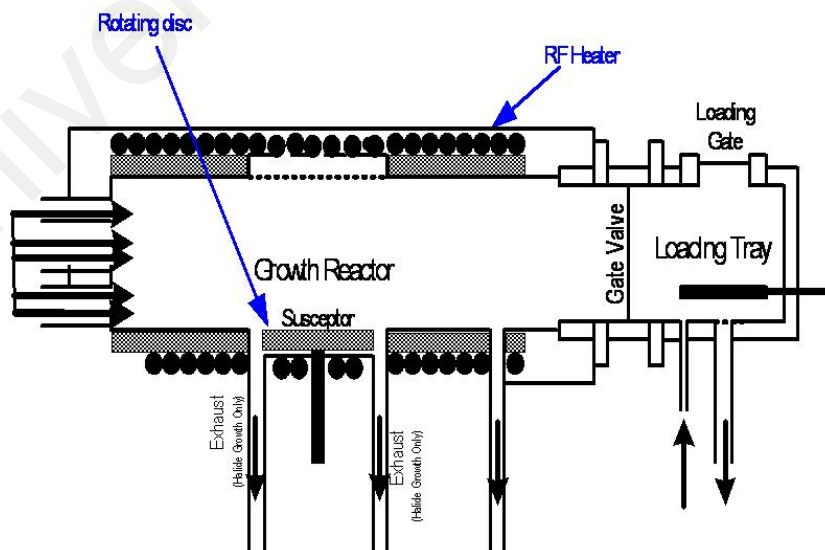 Rotating disc
RF Heater
Loading
Gate
Growth Reactor
Susceptor
Gate Valve
Loading Tray
Exhaust
(Halide Growth Only)
Exhaust
(Halide Growth Only)